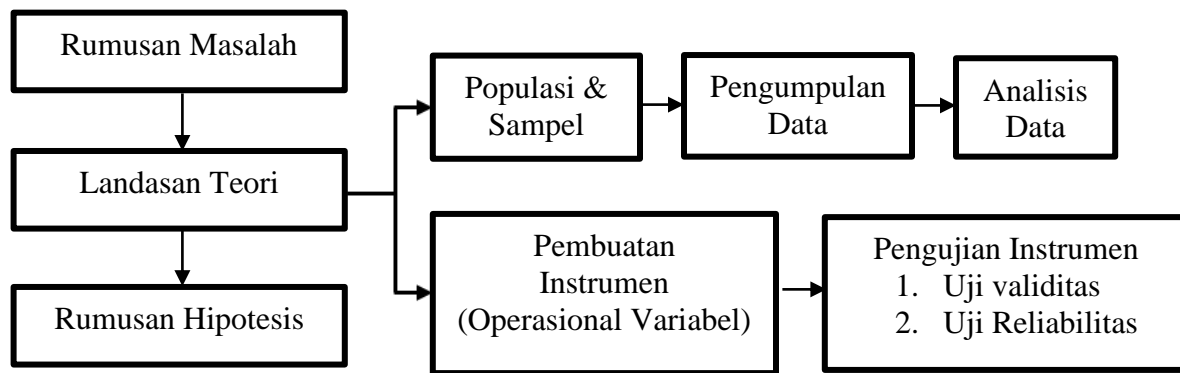 Rumusan Masalah
Landasan Teori
Rumusan Hipotesis
Populasi &
Sampel
Pengumpulan
Data
Analisis
Data
Pembuatan
Instrumen
(Operasional Variabel)
Pengujian Instrumen
1. Uji validitas
2. Uji Reliabilitas